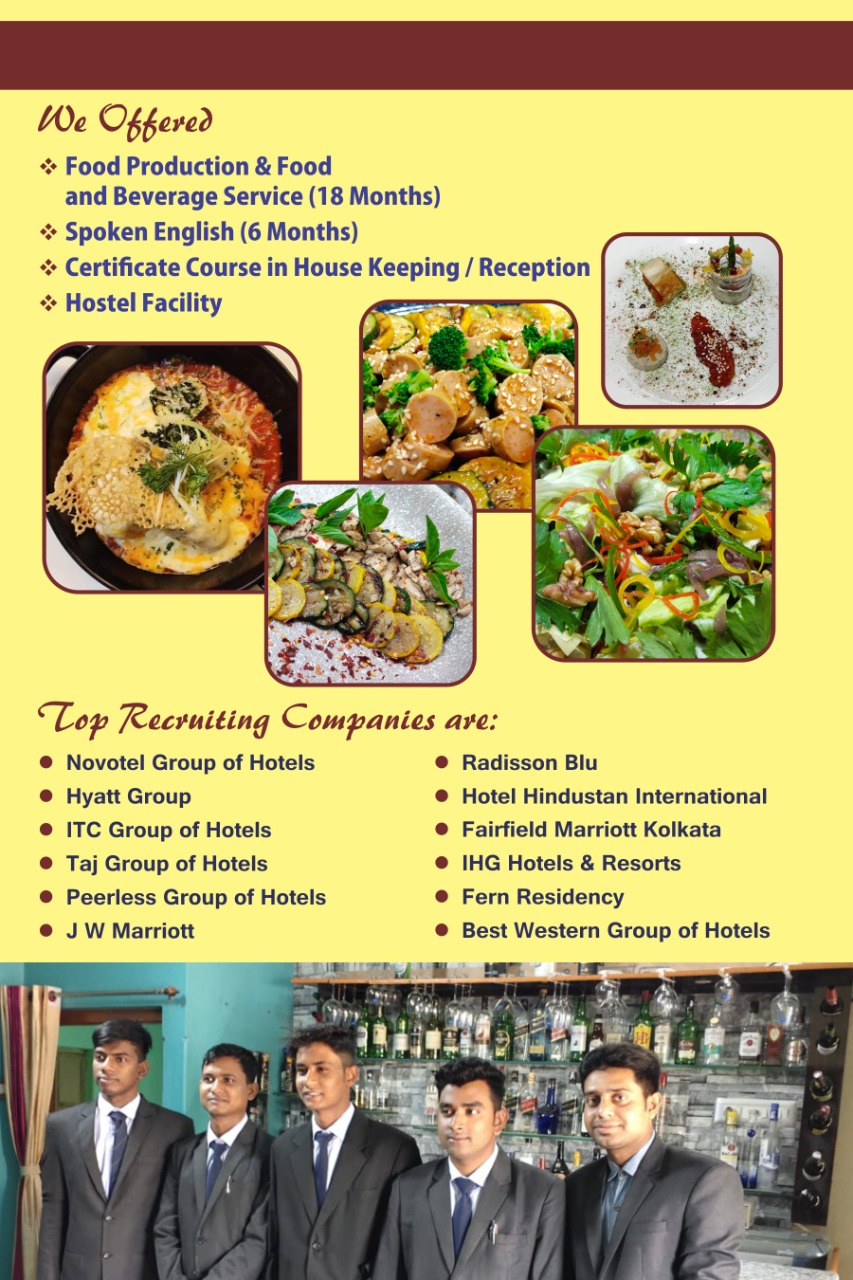 We Offered
Food Production & Food
and Beverage Service (18 Months)
Spoken English (6 Months)
Certificate Course in House Keeping / Reception
Hostel Facility
Top Recruiting Companies are:
Novotel Group of Hotels
Hyatt Group
ITC Group of Hotels
Taj Group of Hotels
Peerless Group of Hotels
J W Marriott
Radisson Blu
Hotel Hindustan International
Fairfield Marriott Kolkata
IHG Hotels & Resorts
Fern Residency
Best Western Group of Hotels